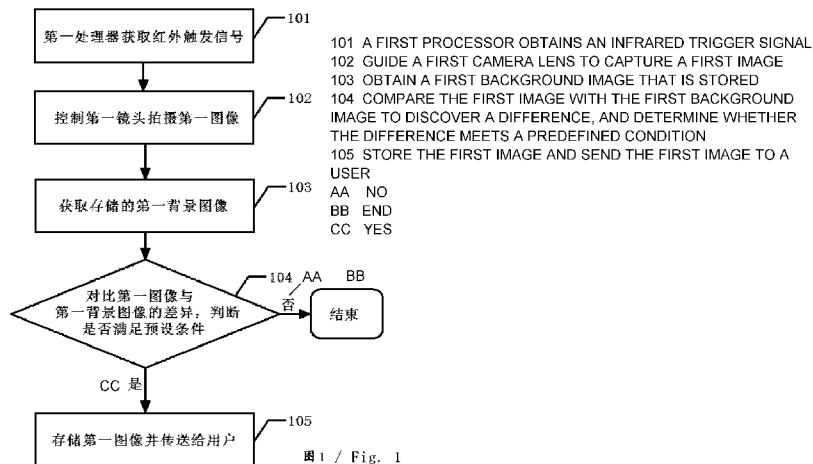 第一处理器获取红外触发信号
101
控制第一镜头拍摄第一图像
102
获取存储的第一背景图像
103
对比第一图像与
第一背景图像的差异，判断
是否满足预设条件
104
AA
BB
否
结束
CC 是
存储第一图像并传送给用户
105
图1 / Fig. 1
101 A FIRST PROCESSOR OBTAINS AN INFRARED TRIGGER SIGNAL
102 GUIDE A FIRST CAMERA LENS TO CAPTURE A FIRST IMAGE
103 OBTAIN A FIRST BACKGROUND IMAGE THAT IS STORED
104 COMPARE THE FIRST IMAGE WITH THE FIRST BACKGROUND
IMAGE TO DISCOVER A DIFFERENCE, AND DETERMINE WHETHER
THE DIFFERENCE MEETS A PREDEFINED CONDITION
105 STORE THE FIRST IMAGE AND SEND THE FIRST IMAGE TO A
USER
AA NO
BB END
CC YES